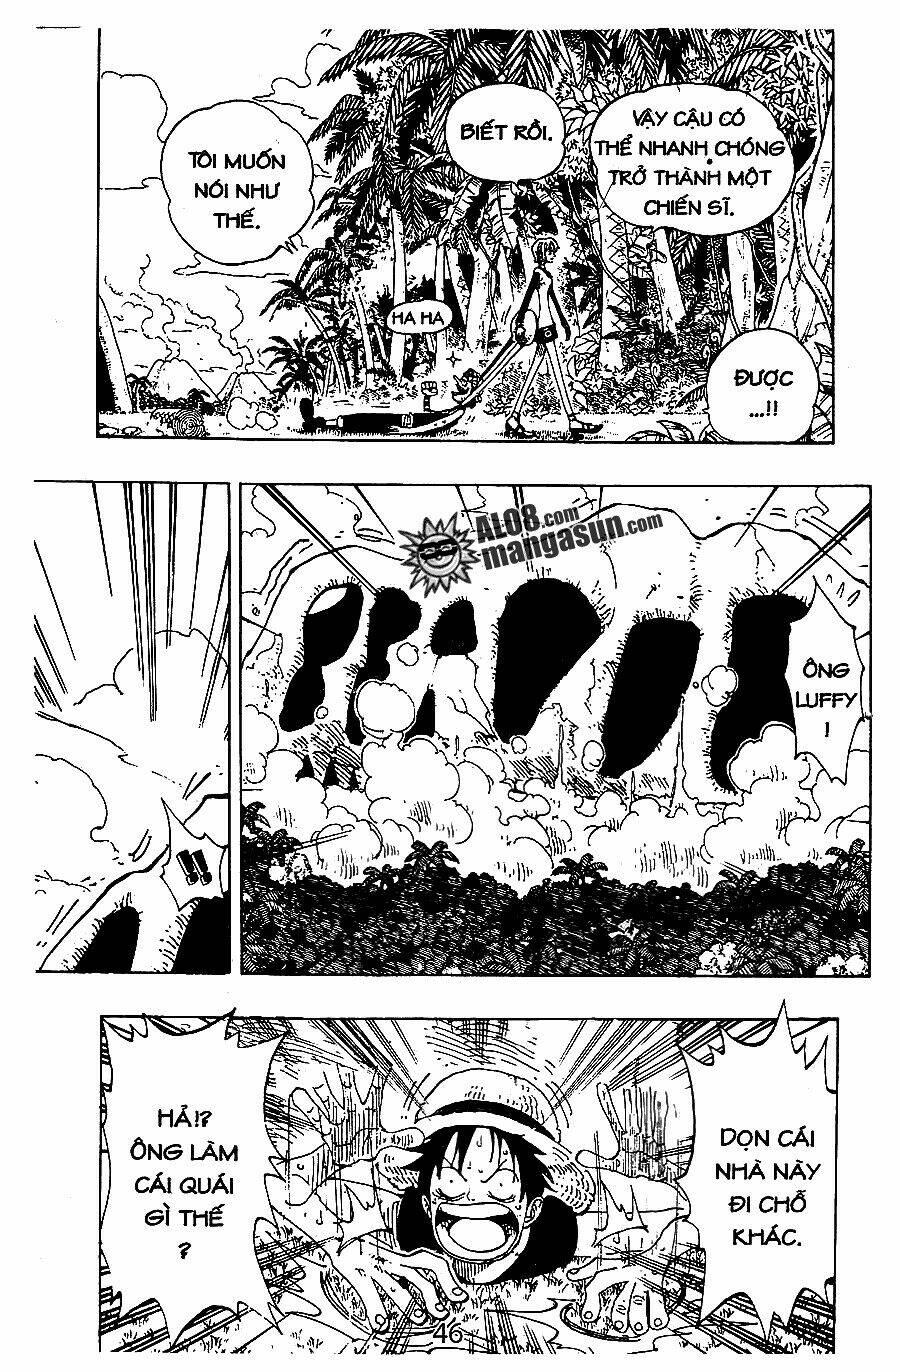 VẬY CẬU CÓ
THỂ NHANH CHÓNG
TRỞ THÀNH MỘT
CHIẾN SĨ.
BIẾT RỒI.
TÔI MUỐN
NÓI NHƯ
THẾ.
HA HA
ĐƯỢC
...!!
AL08.com
mangasun.com
ÔNG
LUFFY
!
!!
DỌN CÁI
NHÀ NÀY
ĐI CHỖ
KHÁC.
HẢ!?
ÔNG LÀM
CÁI QUÁI
GÌ THẾ
?
46